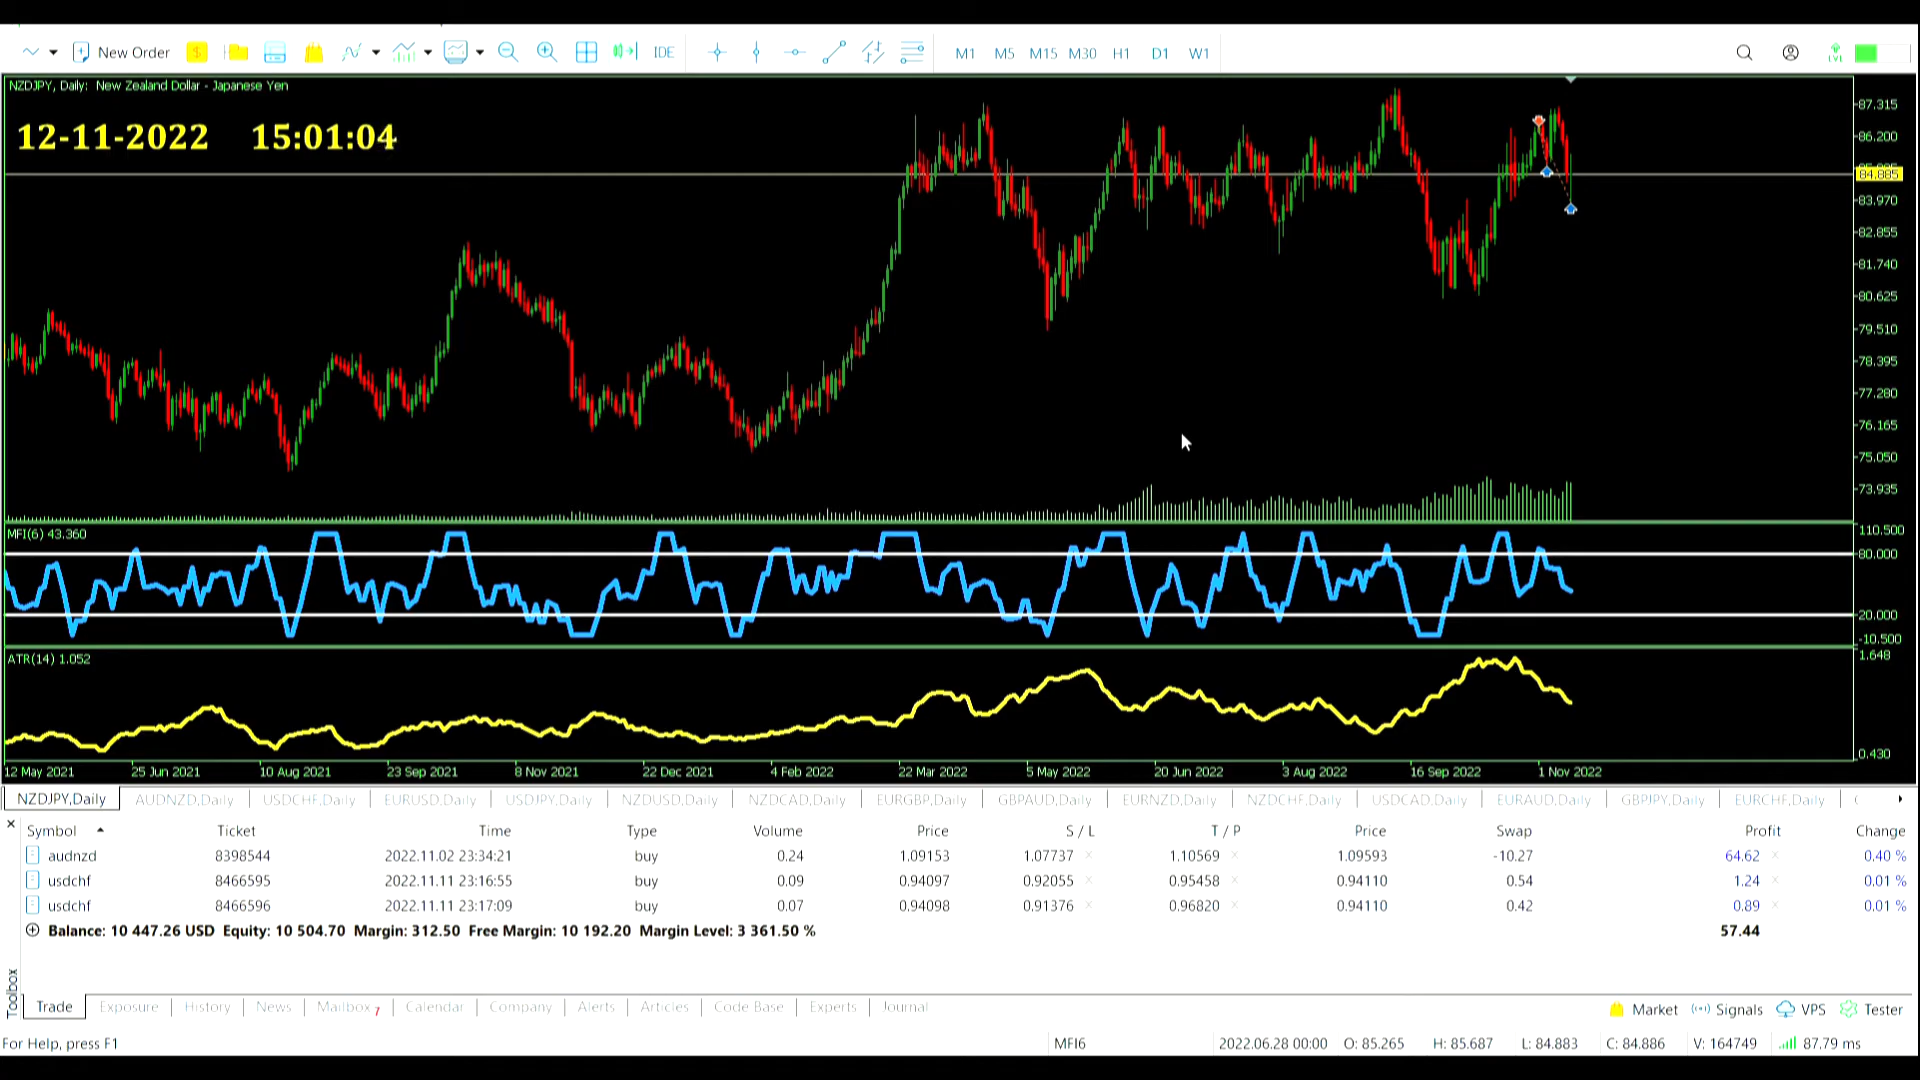 New Order IDE M1 M5 M15 M30 H1 D1 W1
NZDJPY, Daily: New Zealand Dollar - Japanese Yen
12-11-2022 15:01:04
87.315
86.200
84.885
83.970
82.855
81.740
80.625
79.510
78.395
77.280
76.165
75.050
73.935
MFI(6) 43.360
110.500
80.000
20.000
-10.500
ATR(14) 1.052
1.648
0.430
12 May 2021 25 Jun 2021 10 Aug 2021 23 Sep 2021 8 Nov 2021 22 Dec 2021 4 Feb 2022 22 Mar 2022 5 May 2022 20 Jun 2022 3 Aug 2022 16 Sep 2022 1 Nov 2022
NZDJPY,Daily AUDNZD,Daily USDCHF,Daily EURUSD,Daily USDJPY,Daily NZDUSD,Daily NZDCAD,Daily EURGBP,Daily GBPAUD,Daily EURNZD,Daily NZDCHF,Daily USDCAD,Daily EURAUD,Daily GBPJPY,Daily EURCHF,Daily
Symbol Ticket Time Type Volume Price S / L T / P Price Swap Profit Change
audnzd 8398544 2022.11.02 23:34:21 buy 0.24 1.09153 1.07737 1.10569 1.09593 -10.27 64.62 0.40 %
usdchf 8466595 2022.11.11 23:16:55 buy 0.09 0.94097 0.92055 0.95458 0.94110 0.54 1.24 0.01 %
usdchf 8466596 2022.11.11 23:17:09 buy 0.07 0.94098 0.91376 0.96820 0.94110 0.42 0.89 0.01 %
Balance: 10 447.26 USD Equity: 10 504.70 Margin: 312.50 Free Margin: 10 192.20 Margin Level: 3 361.50 % 57.44
Toolbox
Trade Exposure History News Mailbox 7 Calendar Company Alerts Articles Code Base Experts Journal Market Signals VPS Tester
For Help, press F1 MFI6 2022.06.28 00:00 O: 85.265 H: 85.687 L: 84.883 C: 84.886 V: 164749 87.79 ms